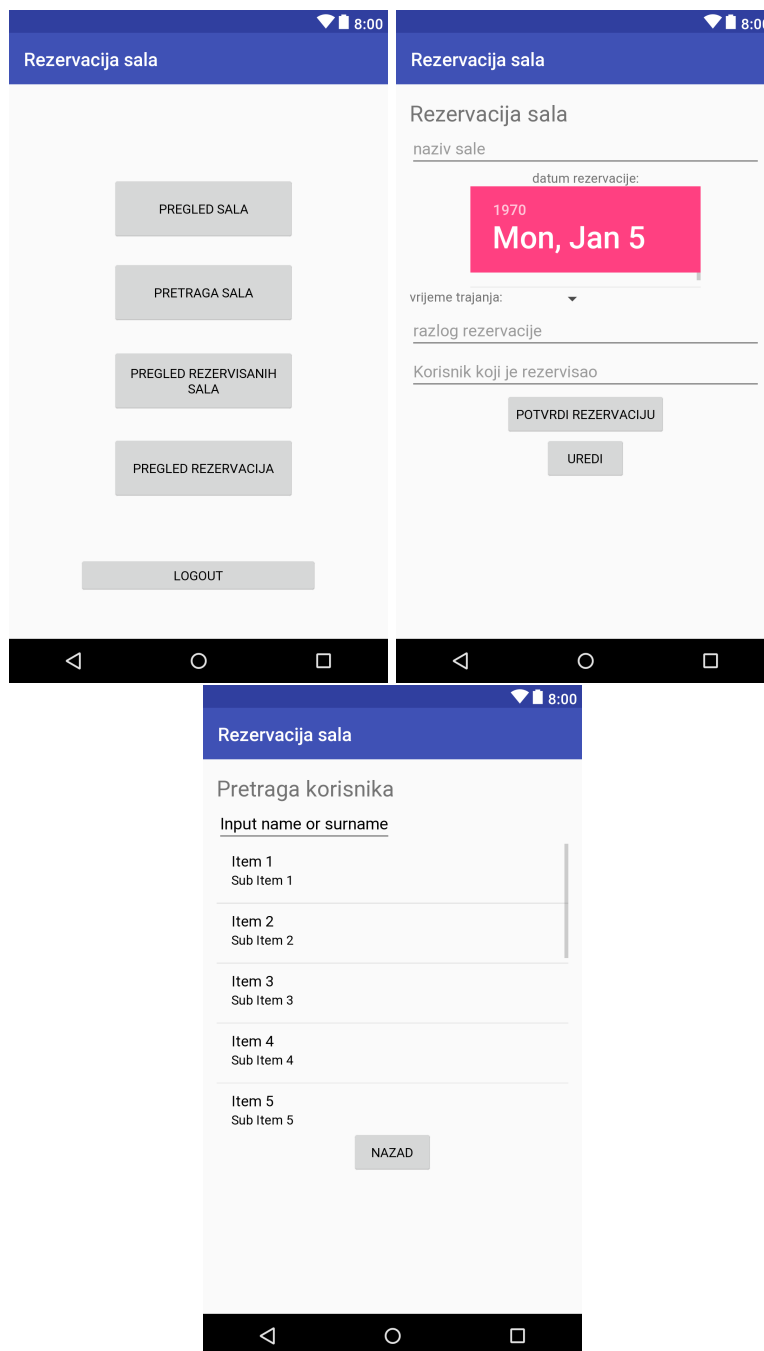 8:00
Rezervacija sala
PREGLED SALA
PRETRAGA SALA
PREGLED REZERVISANIH
SALA
PREGLED REZERVACIJA
LOGOUT
8:00
Rezervacija sala
Rezervacija sala
naziv sale
datum rezervacije:
1970
Mon, Jan 5
vrijeme trajanja:
razlog rezervacije
Korisnik koji je rezervisao
POTVRDI REZERVACIJU
UREDI
8:00
Rezervacija sala
Pretraga korisnika
Input name or surname
Item 1
Sub Item 1
Item 2
Sub Item 2
Item 3
Sub Item 3
Item 4
Sub Item 4
Item 5
Sub Item 5
NAZAD